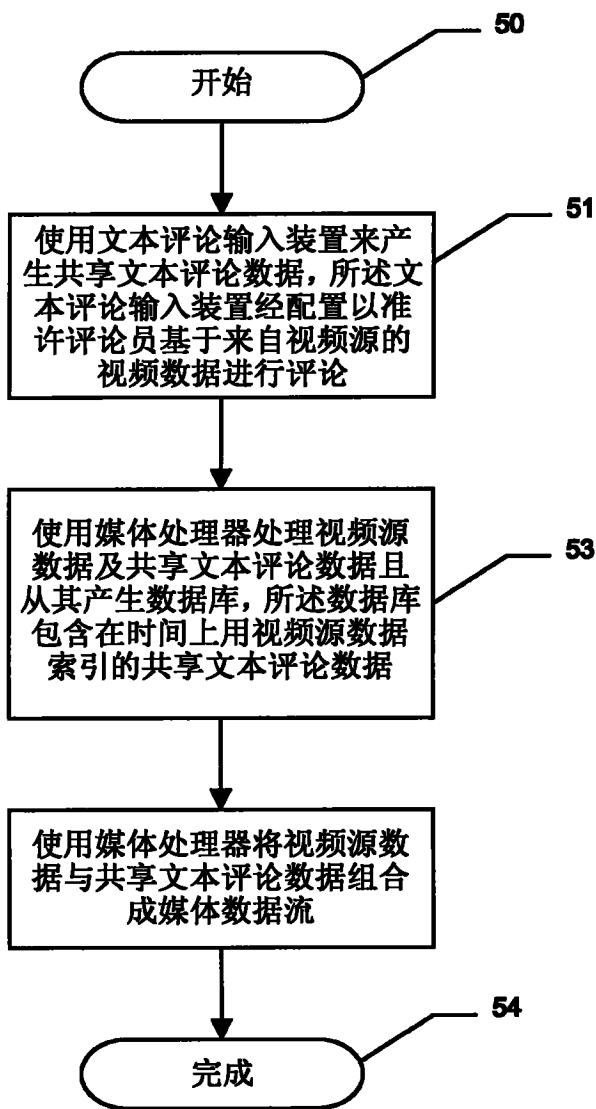 50
开始
51
使用文本评论输入装置来产
生共享文本评论数据，所述文
本评论输入装置经配置以准
许评论员基于来自视频源的
视频数据进行评论
53
使用媒体处理器处理视频源
数据及共享文本评论数据且
从其产生数据库，所述数据库
包含在时间上用视频源数据
索引的共享文本评论数据
使用媒体处理器将视频源数
据与共享文本评论数据组合
成媒体数据流
54
完成